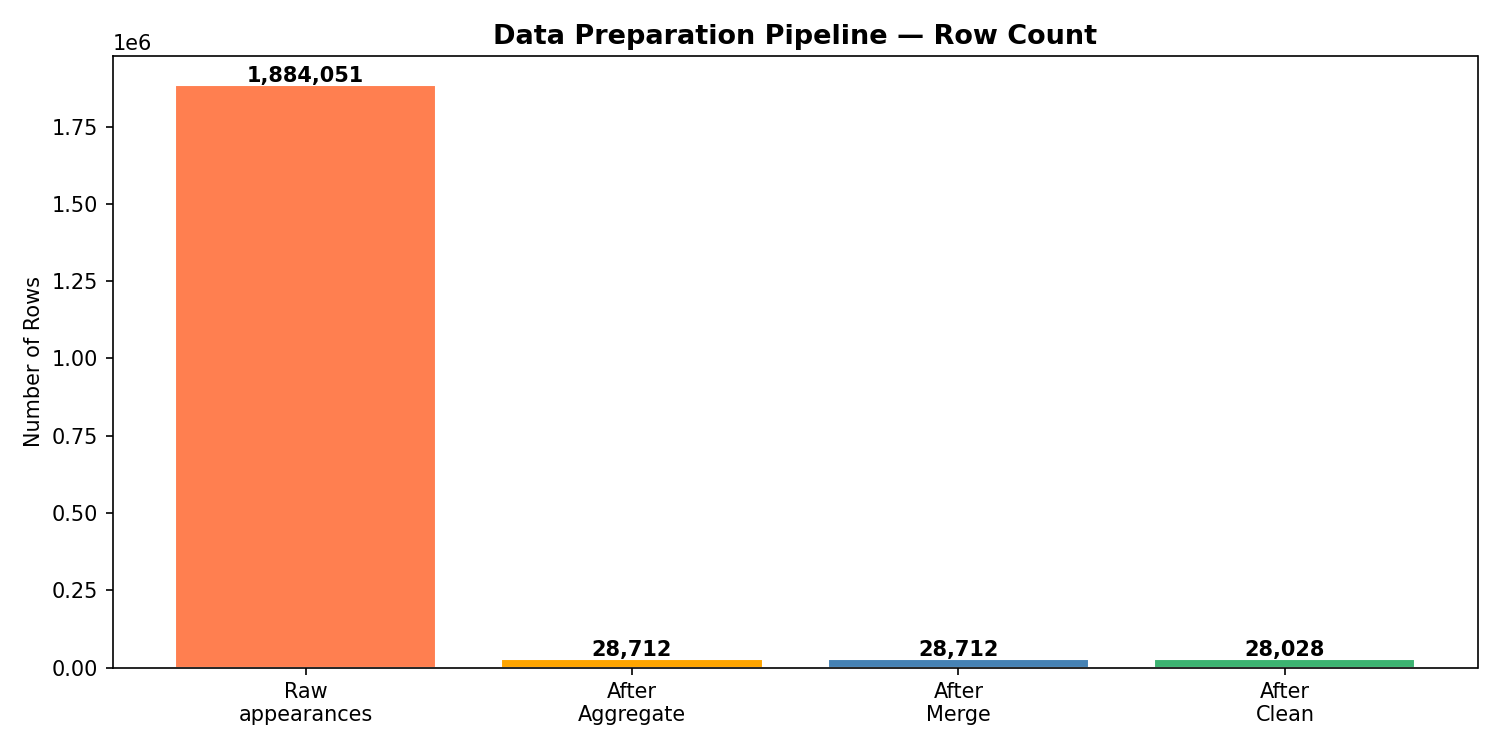 Data Preparation Pipeline — Row Count
1e6
1,884,051
1.75
1.50
1.25
1.00
0.75
0.50
0.25
0.00
Number of Rows
28,712
28,712
28,028
Raw
appearances
After
Aggregate
After
Merge
After
Clean